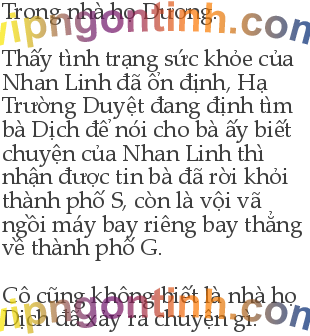 Trong nhà họ Dương.
vipngontinh.com
Thấy tình trạng sức khỏe của
Nhan Linh đã ổn định, Hạ
Trường Duyệt đang định tìm
bà Dịch để nói cho bà ấy biết
chuyện của Nhan Linh thì
nhận được tin bà đã rời khỏi
thành phố S, còn là vội vã
ngồi máy bay riêng bay thẳng
về thành phố G.
Cô cũng không biết là nhà họ
Dịch đã xảy ra chuyện gì.
vipngontinh.com